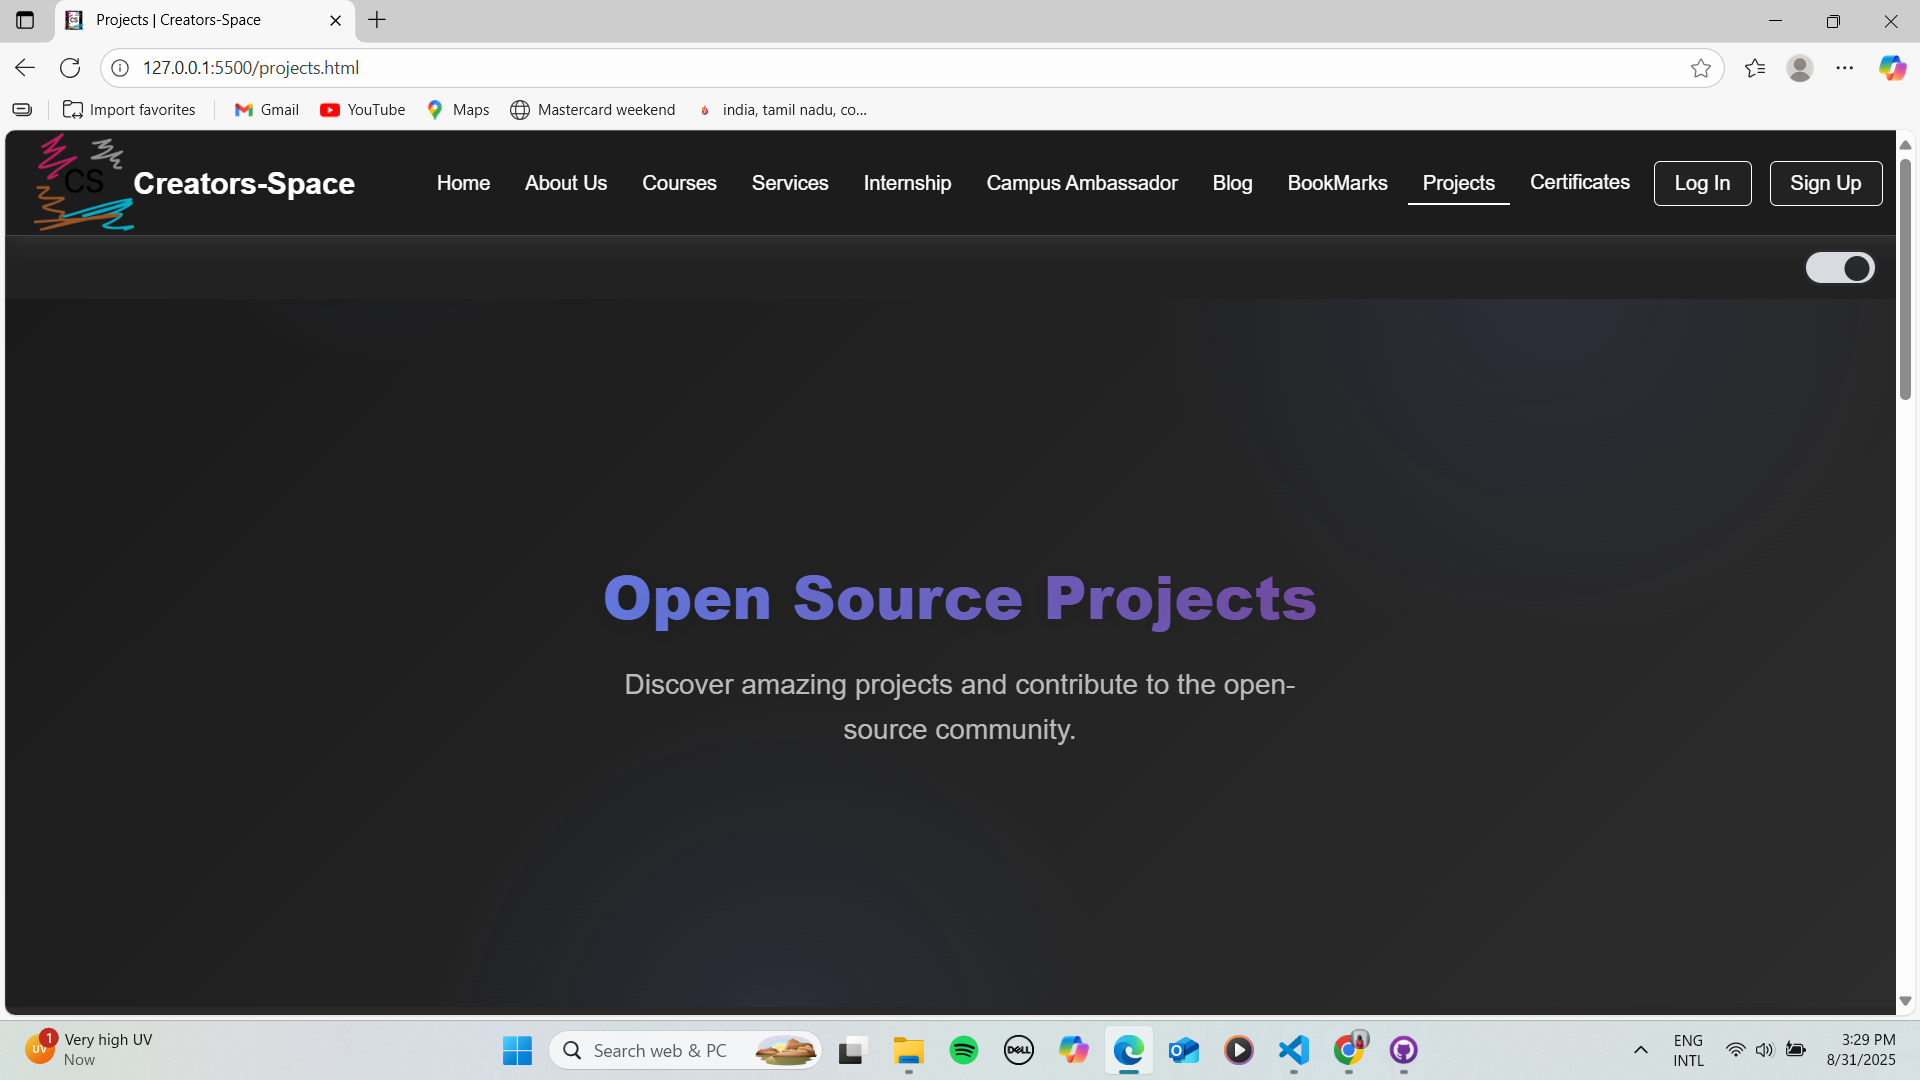 Projects | Creators-Space
127.0.0.1:5500/projects.html
Import favorites
Gmail
YouTube
Maps
Mastercard weekend
india, tamil nadu, co...
CS
Creators-Space
Home
About Us
Courses
Services
Internship
Campus Ambassador
Blog
BookMarks
Projects
Certificates
Log In
Sign Up
Open Source Projects
Discover amazing projects and contribute to the open-
source community.
UV
1
Very high UV
Now
Search web & PC
DELL
ENG
INTL
3:29 PM
8/31/2025